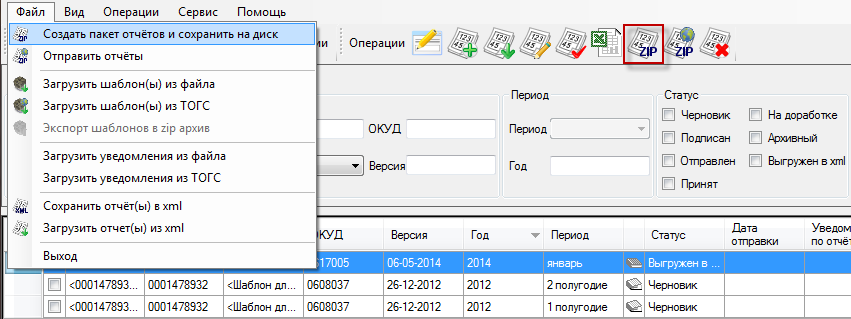 Файл Вид Операции Сервис Помощь
Создать пакет отчётов и сохранить на диск
Отправить отчёты
Загрузить шаблон(ы) из файла
Загрузить шаблон(ы) из ТОГС
Экспорт шаблонов в zip архив
Загрузить уведомления из файла
Загрузить уведомления из ТОГС
Сохранить отчёт(ы) в xml
Загрузить отчет(ы) из xml
Выход
ии Операции
ZIP ZIP
ОКУД
Версия
Период
Период
Год
Статус
Черновик На доработке
Подписан Архивный
Отправлен Выгружен в xml
Принят
ОКУД Версия Год Период Статус Дата отправки Уведом по отчёт
17005 06-05-2014 2014 январь Выгружен в ...
<000147893... 0001478932 <Шаблон дл... 0608037 26-12-2012 2012 2 полугодие Черновик
<000147893... 0001478932 <Шаблон дл... 0608037 26-12-2012 2012 1 полугодие Черновик